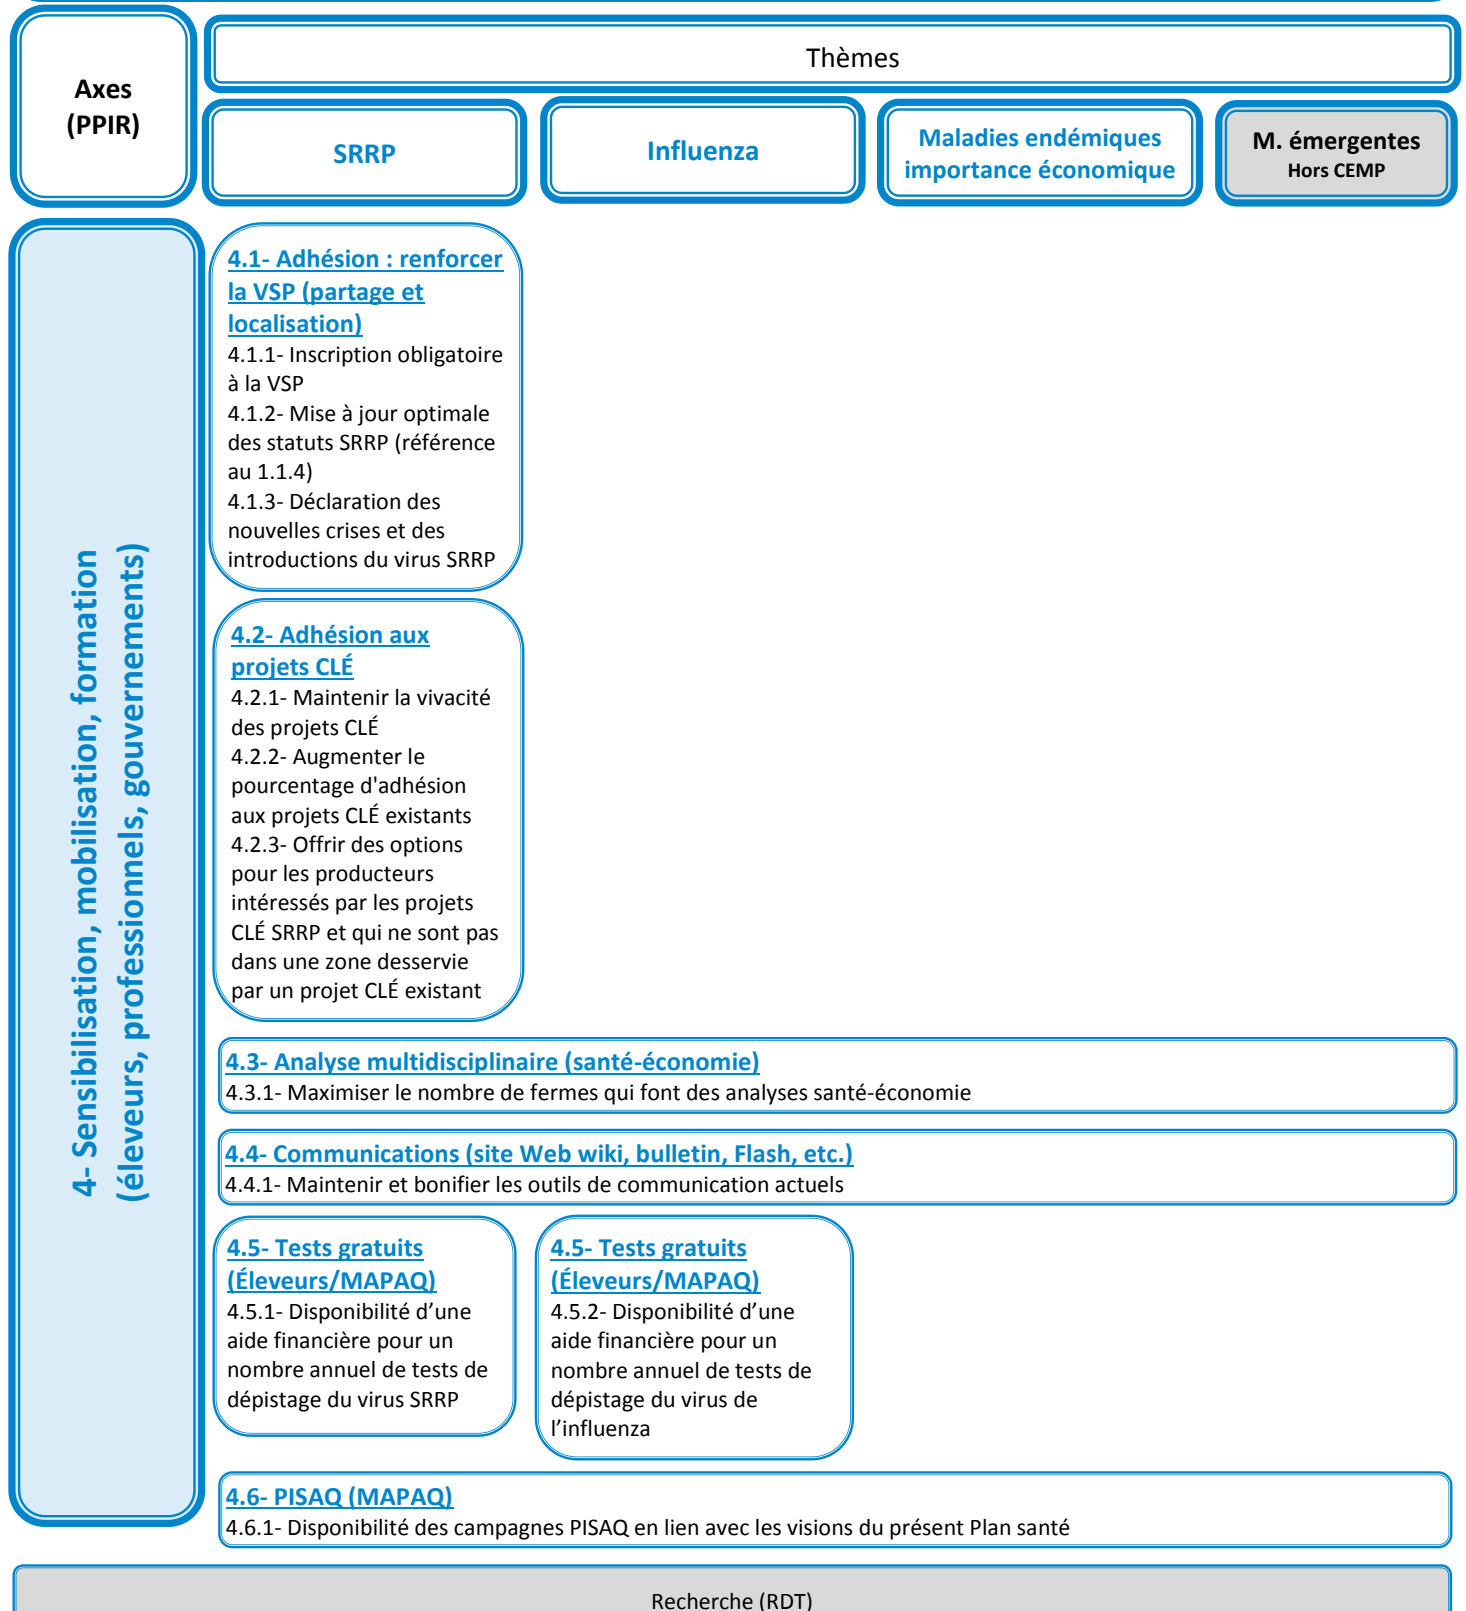 Axes
(PPIR)
Thèmes
SRRP
Influenza
Maladies endémiques
importance économique
M. émergentes
Hors CEMP
4- Sensibilisation, mobilisation, formation
(éleveurs, professionnels, gouvernements)
4.1- Adhésion : renforcer
la VSP (partage et
localisation)
4.1.1- Inscription obligatoire
à la VSP
4.1.2- Mise à jour optimale
des statuts SRRP (référence
au 1.1.4)
4.1.3- Déclaration des
nouvelles crises et des
introductions du virus SRRP
4.2- Adhésion aux
projets CLÉ
4.2.1- Maintenir la vivacité
des projets CLÉ
4.2.2- Augmenter le
pourcentage d'adhésion
aux projets CLÉ existants
4.2.3- Offrir des options
pour les producteurs
intéressés par les projets
CLÉ SRRP et qui ne sont pas
dans une zone desservie
par un projet CLÉ existant
4.3- Analyse multidisciplinaire (santé-économie)
4.3.1- Maximiser le nombre de fermes qui font des analyses santé-économie
4.4- Communications (site Web wiki, bulletin, Flash, etc.)
4.4.1- Maintenir et bonifier les outils de communication actuels
4.5- Tests gratuits
(Éleveurs/MAPAQ)
4.5.1- Disponibilité d’une
aide financière pour un
nombre annuel de tests de
dépistage du virus SRRP
4.5- Tests gratuits
(Éleveurs/MAPAQ)
4.5.2- Disponibilité d’une
aide financière pour un
nombre annuel de tests de
dépistage du virus de
l’influenza
4.6- PISAQ (MAPAQ)
4.6.1- Disponibilité des campagnes PISAQ en lien avec les visions du présent Plan santé
Recherche (RDT)